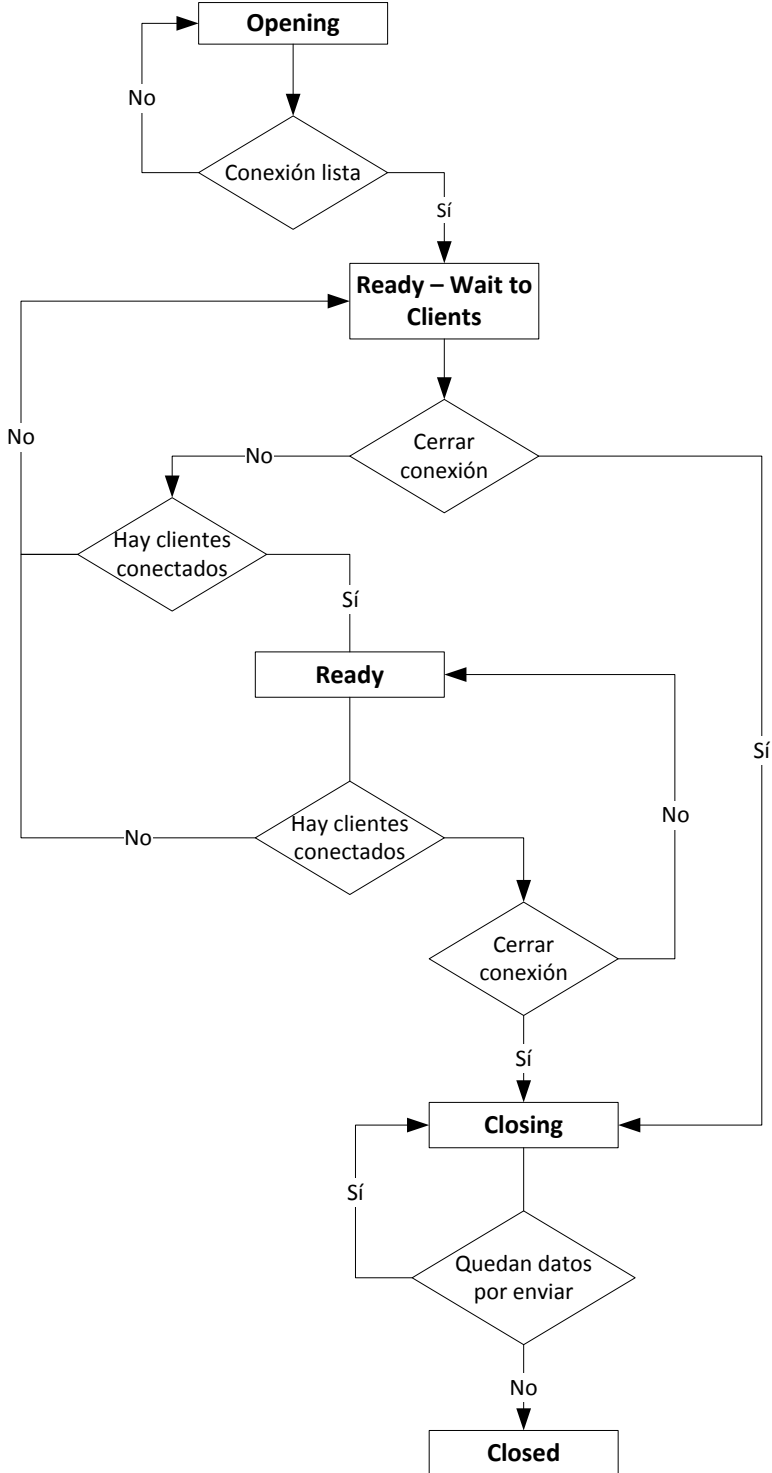 Opening
No
Conexión lista
Sí
Ready – Wait to
Clients
No
Cerrar
conexión
No
Hay clientes
conectados
Sí
Ready
Sí
No
Hay clientes
conectados
No
Cerrar
conexión
Sí
Closing
Sí
Quedan datos
por enviar
No
Closed